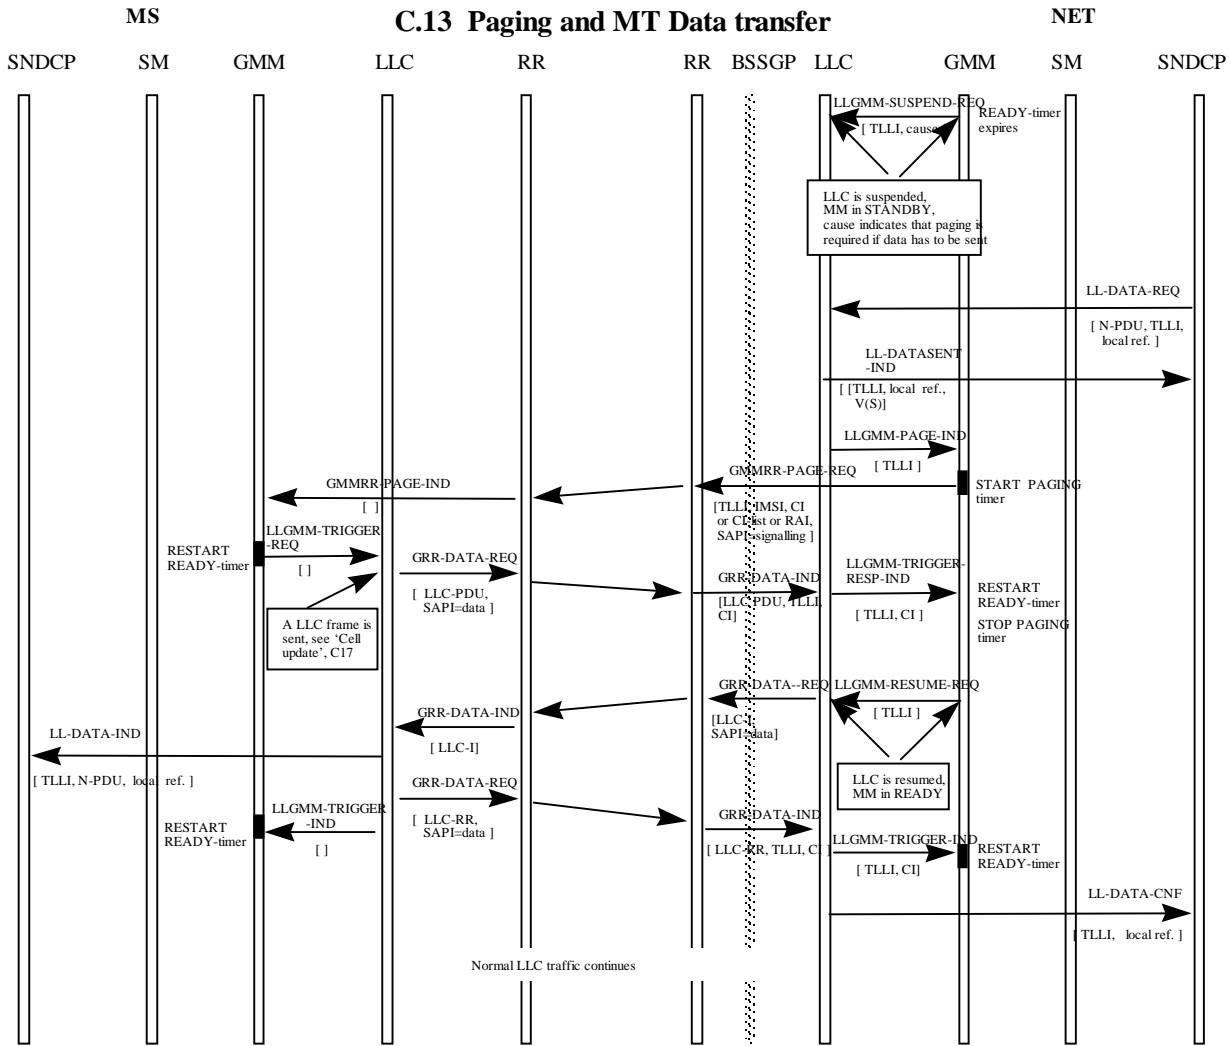 MS
C.13  Paging and MT Data transfer
NET
SNDCP SM GMM LLC RR RR BSSGP LLC GMM SM SNDCP
LLGMM-SUSPEND-REQ
[ TLLI, cause
READY-timer
expires
LLC is suspended,
MM in STANDBY,
cause indicates that paging is
required if data has to be sent
LL-DATA-REQ
[ N-PDU, TLLI,
local ref. ]
LL-DATASENT
-IND
[ [TLLI, local ref.,
V(S)]
LLGMM-PAGE-IND
[ TLLI ]
GMMRR-PAGE-REQ
START PAGING
timer
[TLLI, IMSI, CI
or CI-list or RAI,
SAPI=signalling ]
GMMRR-PAGE-IND
[ ]
LLGMM-TRIGGER
-REQ
[ ]
RESTART
READY-timer
GRR-DATA-REQ
[ LLC-PDU,
SAPI=data ]
A LLC frame is
sent, see ‘Cell
update’, C17
GRR-DATA-IND
[LLC-PDU, TLLI,
CI]
LLGMM-TRIGGER-
RESP-IND
[ TLLI, CI ]
RESTART
READY-timer
STOP PAGING
timer
GRR-DATA--REQ
[LLC-I,
SAPI=data]
LLGMM-RESUME-REQ
[ TLLI ]
GRR-DATA-IND
[ LLC-I]
LL-DATA-IND
[ TLLI, N-PDU, local ref. ]
LLC is resumed,
MM in READY
GRR-DATA-REQ
[ LLC-RR,
SAPI=data ]
LLGMM-TRIGGER
-IND
[ ]
RESTART
READY-timer
GRR-DATA-IND
[ LLC-RR, TLLI, CI ]
LLGMM-TRIGGER-IND
[ TLLI, CI]
RESTART
READY-timer
LL-DATA-CNF
[ TLLI, local ref. ]
Normal LLC traffic continues